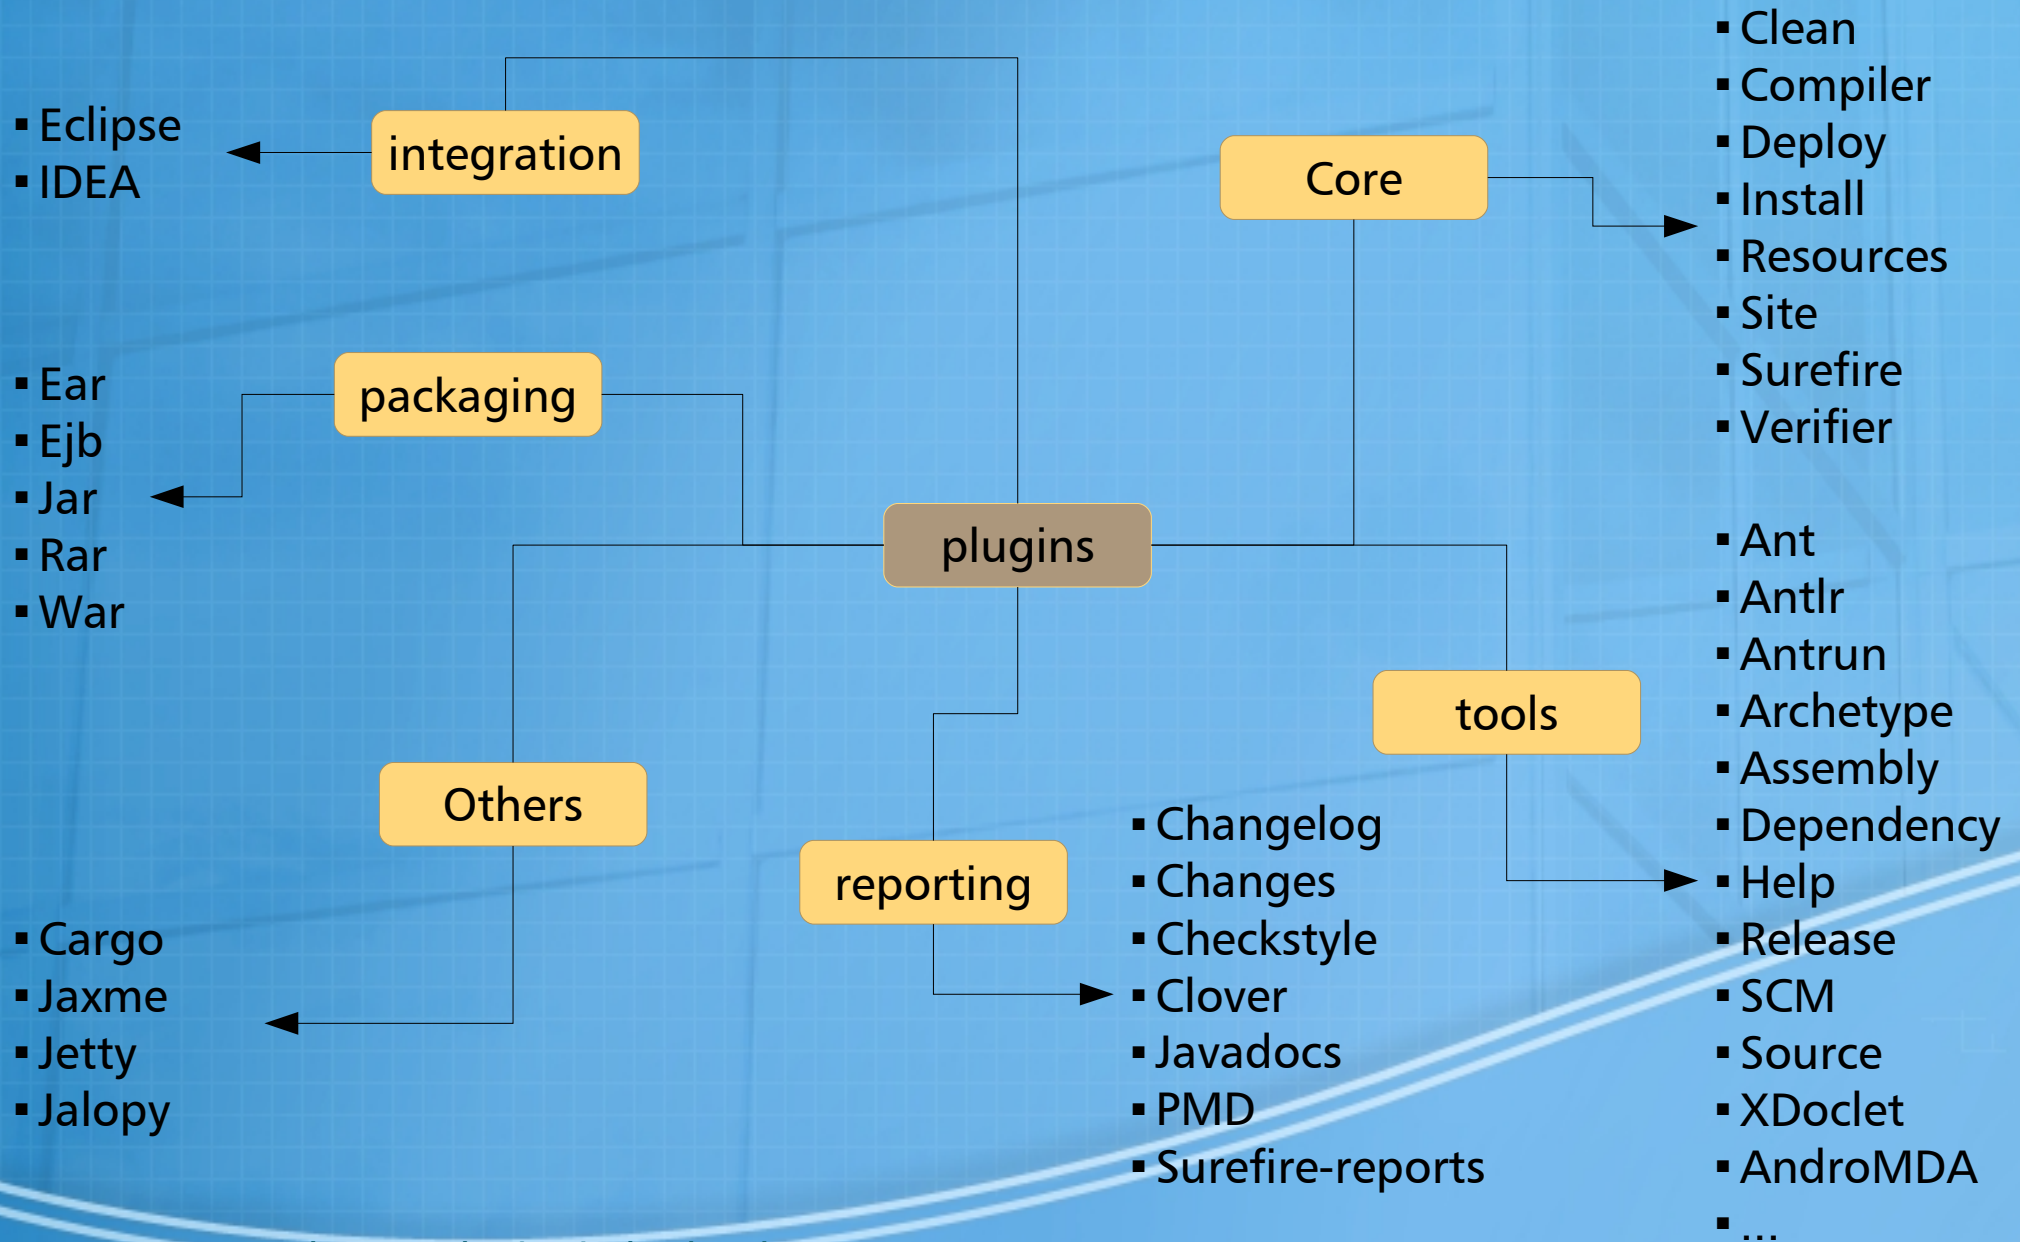 integration
▪ Eclipse
▪ IDEA
packaging
▪ Ear
▪ Ejb
▪ Jar
▪ Rar
▪ War
plugins
Others
▪ Cargo
▪ Jaxme
▪ Jetty
▪ Jalopy
reporting
▪ Changelog
▪ Changes
▪ Checkstyle
▪ Clover
▪ Javadocs
▪ PMD
▪ Surefire-reports
Core
▪ Clean
▪ Compiler
▪ Deploy
▪ Install
▪ Resources
▪ Site
▪ Surefire
▪ Verifier
tools
▪ Ant
▪ Antlr
▪ Antrun
▪ Archetype
▪ Assembly
▪ Dependency
▪ Help
▪ Release
▪ SCM
▪ Source
▪ XDoclet
▪ AndroMDA
▪ ...